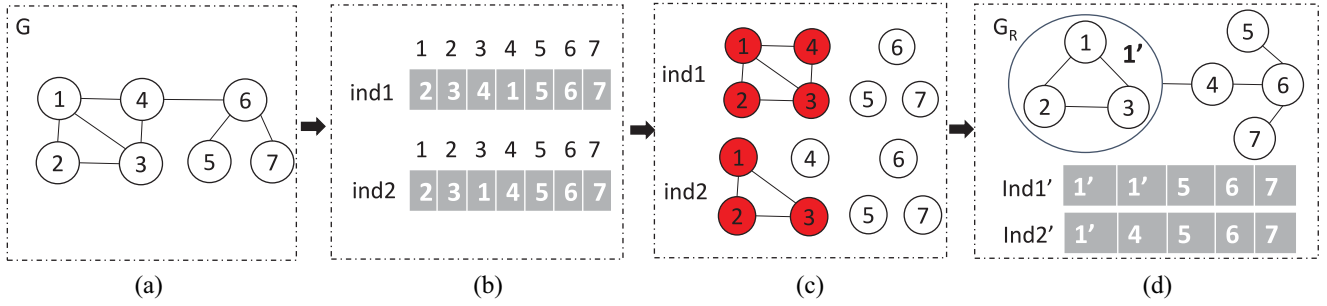 G
1 4 6
2 3 5 7
1 2 3 4 5 6 7
ind1 2 3 4 1 5 6 7
1 2 3 4 5 6 7
ind2 2 3 1 4 5 6 7
ind1
1 4 6
2 3 5 7
ind2
1 4 6
2 3 5 7
G_R
1 1' 5
2 3 4 6
7
Ind1' 1' 1' 5 6 7
Ind2' 1' 4 5 6 7
(a) (b) (c) (d)